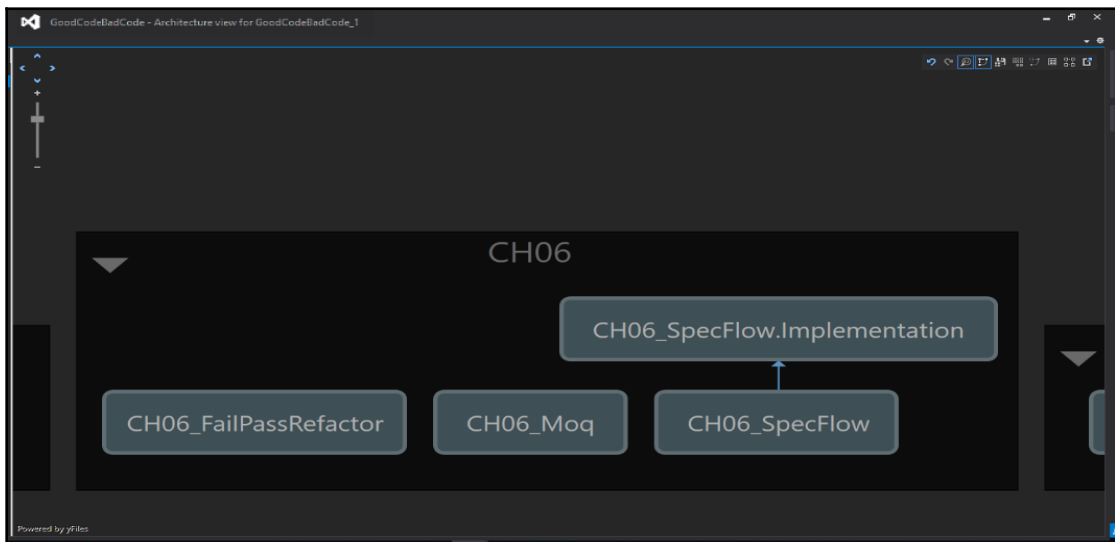 GoodCodeBadCode - Architecture view for GoodCodeBadCode_1
CH06
CH06_SpecFlow.Implementation
CH06_FailPassRefactor
CH06_Moq
CH06_SpecFlow
Powered by yFiles